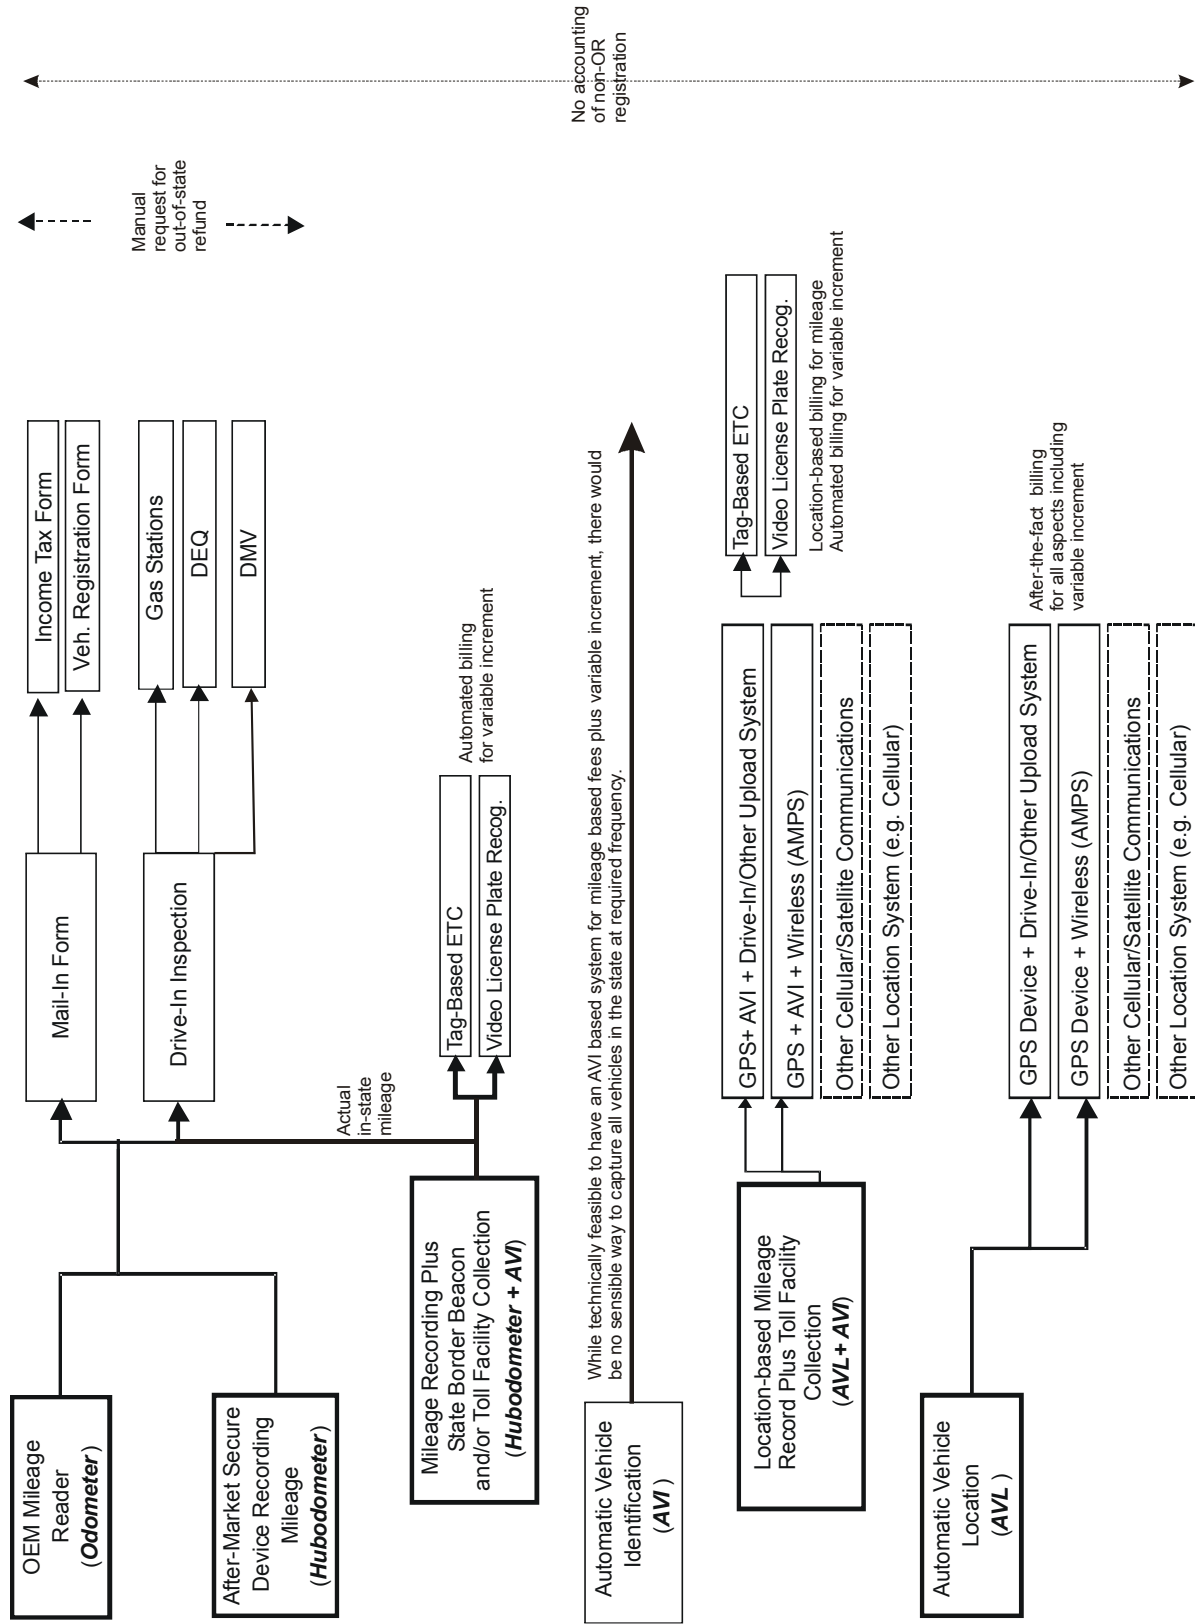 OEM Mileage
Reader
(Odometer)
After-Market Secure
Device Recording
Mileage
(Hubodometer)
Mail-In Form
Drive-In Inspection
Income Tax Form
Veh. Registration Form
Gas Stations
DEQ
DMV
Manual
request for
out-of-state
refund
Actual
in-state
mileage
Mileage Recording Plus
State Border Beacon
and/or Toll Facility Collection
(Hubodometer + AVI)
Tag-Based ETC
Video License Plate Recog.
Automated billing
for variable increment
No accounting
of non-OR
registration
Automatic Vehicle
Identification
(AVI )
While technically feasible to have an AVI based system for mileage based fees plus variable increment, there would
be no sensible way to capture all vehicles in the state at required frequency.
Location-based Mileage
Record Plus Toll Facility
Collection
(AVL+ AVI)
GPS+ AVI + Drive-In/Other Upload System
GPS + AVI + Wireless (AMPS)
Other Cellular/Satellite Communications
Other Location System (e.g. Cellular)
Tag-Based ETC
Video License Plate Recog.
Location-based billing for mileage
Automated billing for variable increment
Automatic Vehicle
Location
(AVL )
GPS Device + Drive-In/Other Upload System
GPS Device + Wireless (AMPS)
Other Cellular/Satellite Communications
Other Location System (e.g. Cellular)
After-the-fact billing
for all aspects including
variable increment